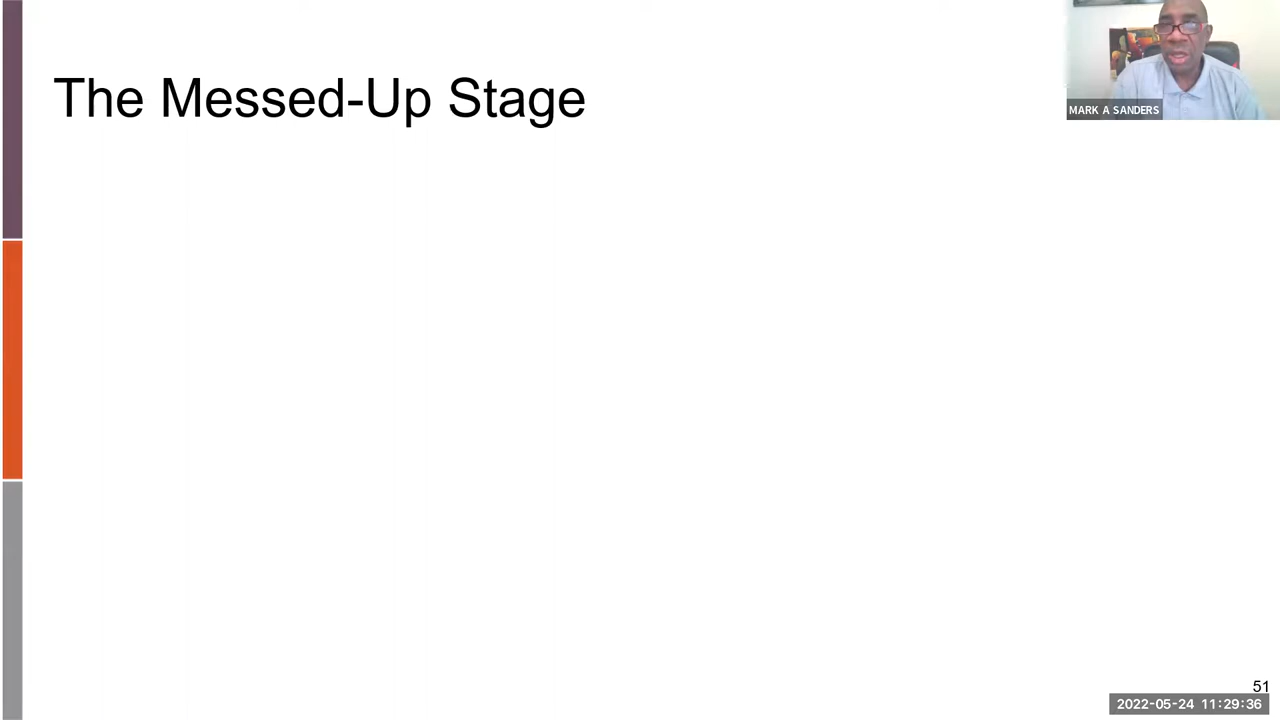 The Messed-Up Stage
MARK A SANDERS
51
2022-05-24 11:29:36